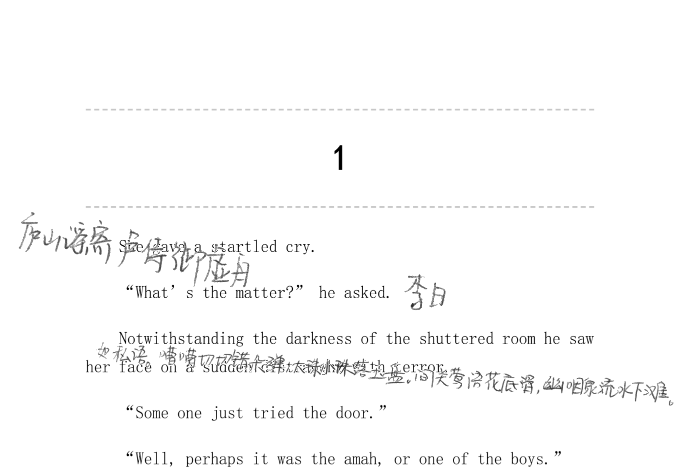 1
庐山谣寄卢侍御虚舟
She gave a startled cry.
“What’s the matter?” he asked.
李白
Notwithstanding the darkness of the shuttered room he saw
如私语。嘈嘈切切错杂弹,大珠小珠落玉盘。间关莺语花底滑,幽咽泉流水下滩。
her face on a sudden distraught with terror.
“Some one just tried the door.”
“Well, perhaps it was the amah, or one of the boys.”